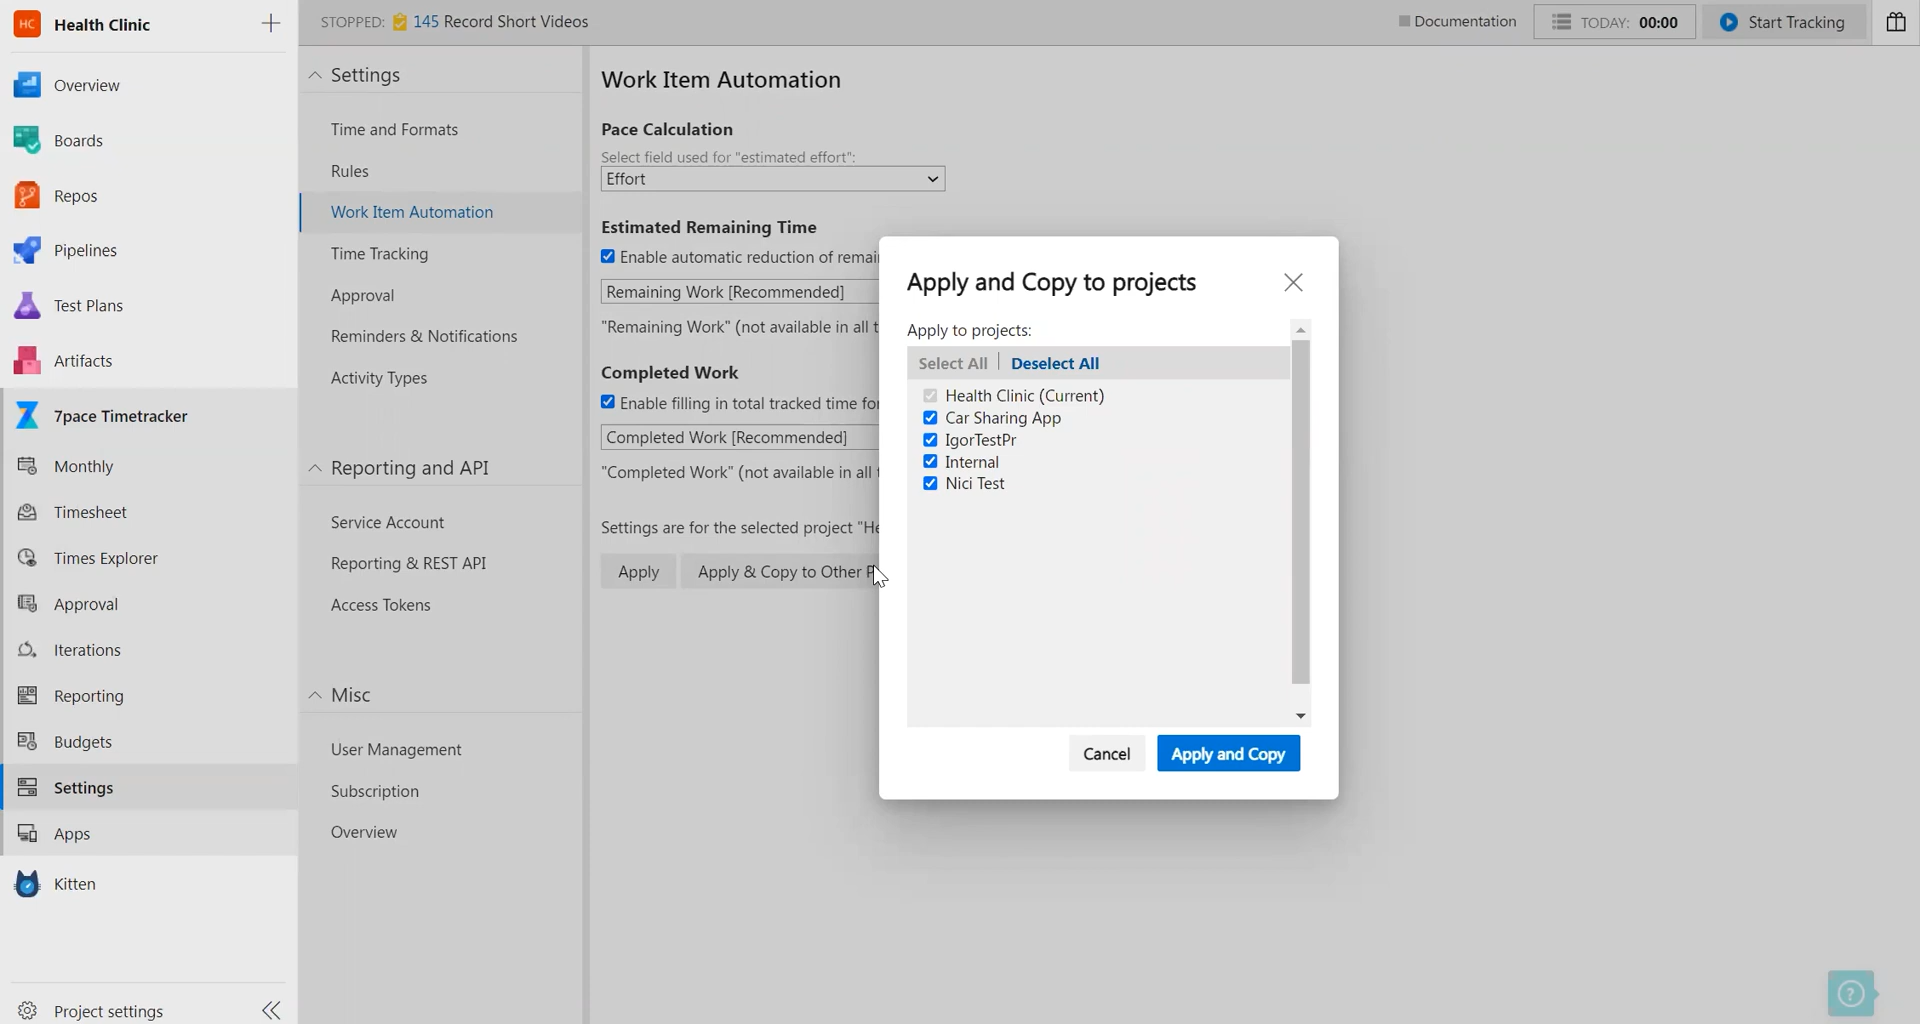 HC Health Clinic
Overview
Boards
Repos
Pipelines
Test Plans
Artifacts
7pace Timetracker
Monthly
Timesheet
Times Explorer
Approval
Iterations
Reporting
Budgets
Settings
Apps
Kitten
Project settings
STOPPED: 145 Record Short Videos
Documentation
TODAY: 00:00
Start Tracking
Settings
Time and Formats
Rules
Work Item Automation
Time Tracking
Approval
Reminders & Notifications
Activity Types
Reporting and API
Service Account
Reporting & REST API
Access Tokens
Misc
User Management
Subscription
Overview
Work Item Automation
Pace Calculation
Select field used for "estimated effort":
Effort
Estimated Remaining Time
Enable automatic reduction of remai
Remaining Work [Recommended]
"Remaining Work" (not available in all t
Completed Work
Enable filling in total tracked time fo
Completed Work [Recommended]
"Completed Work" (not available in all t
Settings are for the selected project "He
Apply
Apply & Copy to Other P
Apply and Copy to projects
Apply to projects:
Select All | Deselect All
Health Clinic (Current)
Car Sharing App
IgorTestPr
Internal
Nici Test
Cancel
Apply and Copy